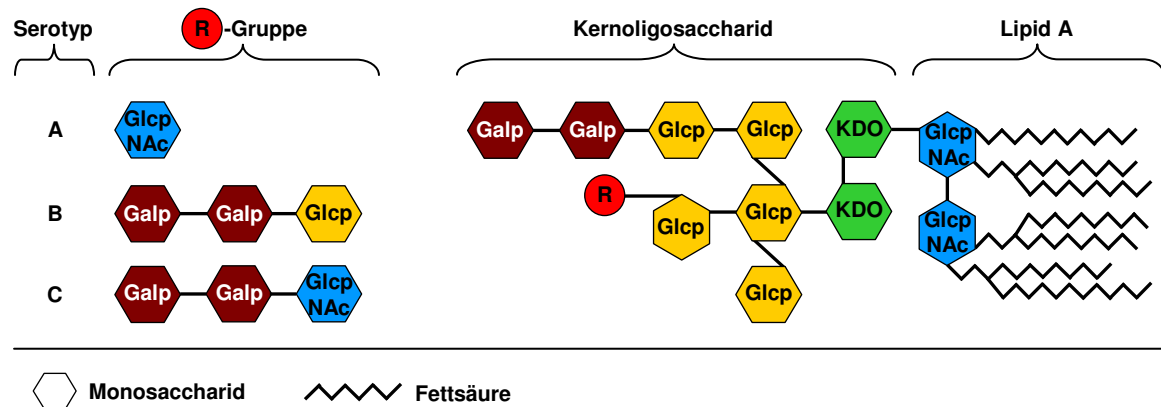 Serotyp R -Gruppe Kernoligosaccharid Lipid A
A Glcp NAc Galp Galp Glcp Glcp KDO Glcp NAc
B Galp Galp Glcp R Glcp Glcp KDO Glcp NAc
C Galp Galp Glcp NAc Glcp
Monosaccharid Fettsäure